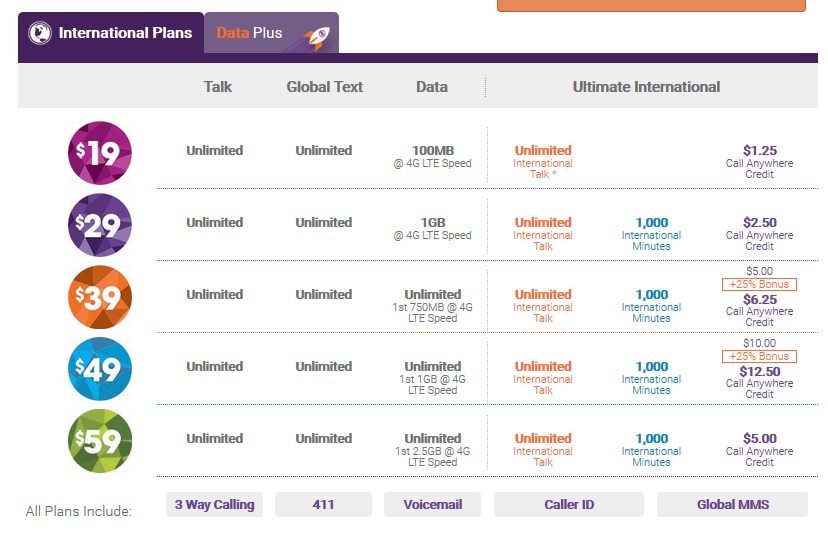 International Plans
Data Plus
Talk Global Text Data Ultimate International
$19
Unlimited Unlimited 100MB Unlimited $1.25
@ 4G LTE Speed International Call Anywhere
Talk * Credit
$29
Unlimited Unlimited 1GB Unlimited 1,000 $2.50
@ 4G LTE Speed International International Call Anywhere
Talk Minutes Credit
$39
$5.00
+25% Bonus
Unlimited Unlimited Unlimited Unlimited 1,000 $6.25
1st 750MB @ 4G International International Call Anywhere
LTE Speed Talk Minutes Credit
$49
$10.00
+25% Bonus
Unlimited Unlimited Unlimited Unlimited 1,000 $12.50
1st 1GB @ 4G International International Call Anywhere
LTE Speed Talk Minutes Credit
$59
Unlimited Unlimited Unlimited Unlimited 1,000 $5.00
1st 2.5GB @ 4G International International Call Anywhere
LTE Speed Talk Minutes Credit
All Plans Include: 3 Way Calling 411 Voicemail Caller ID Global MMS